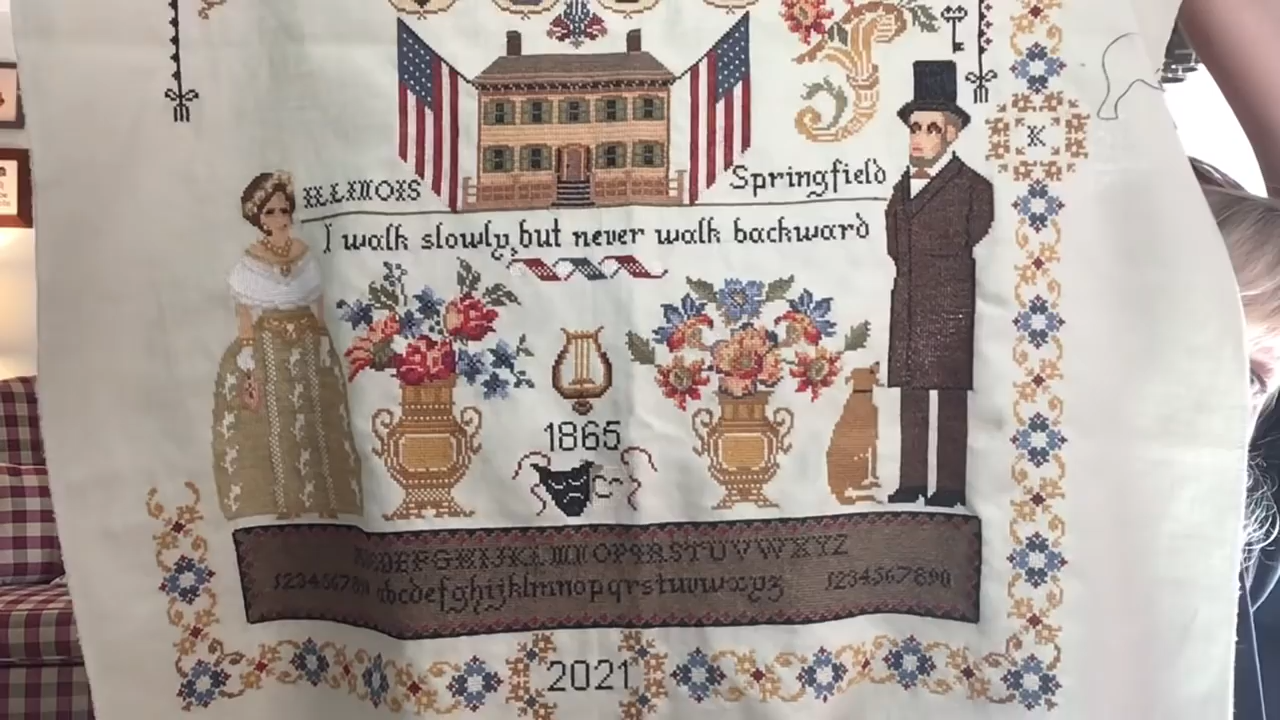 ILLINOIS
Springfield
K
I walk slowly, but never walk backward
1865
ABCDEFGHIJKLMNOPQRSTUVWXYZ
1234567890 abcdefghijklmnopqrstuvwxyz 1234567890
2021